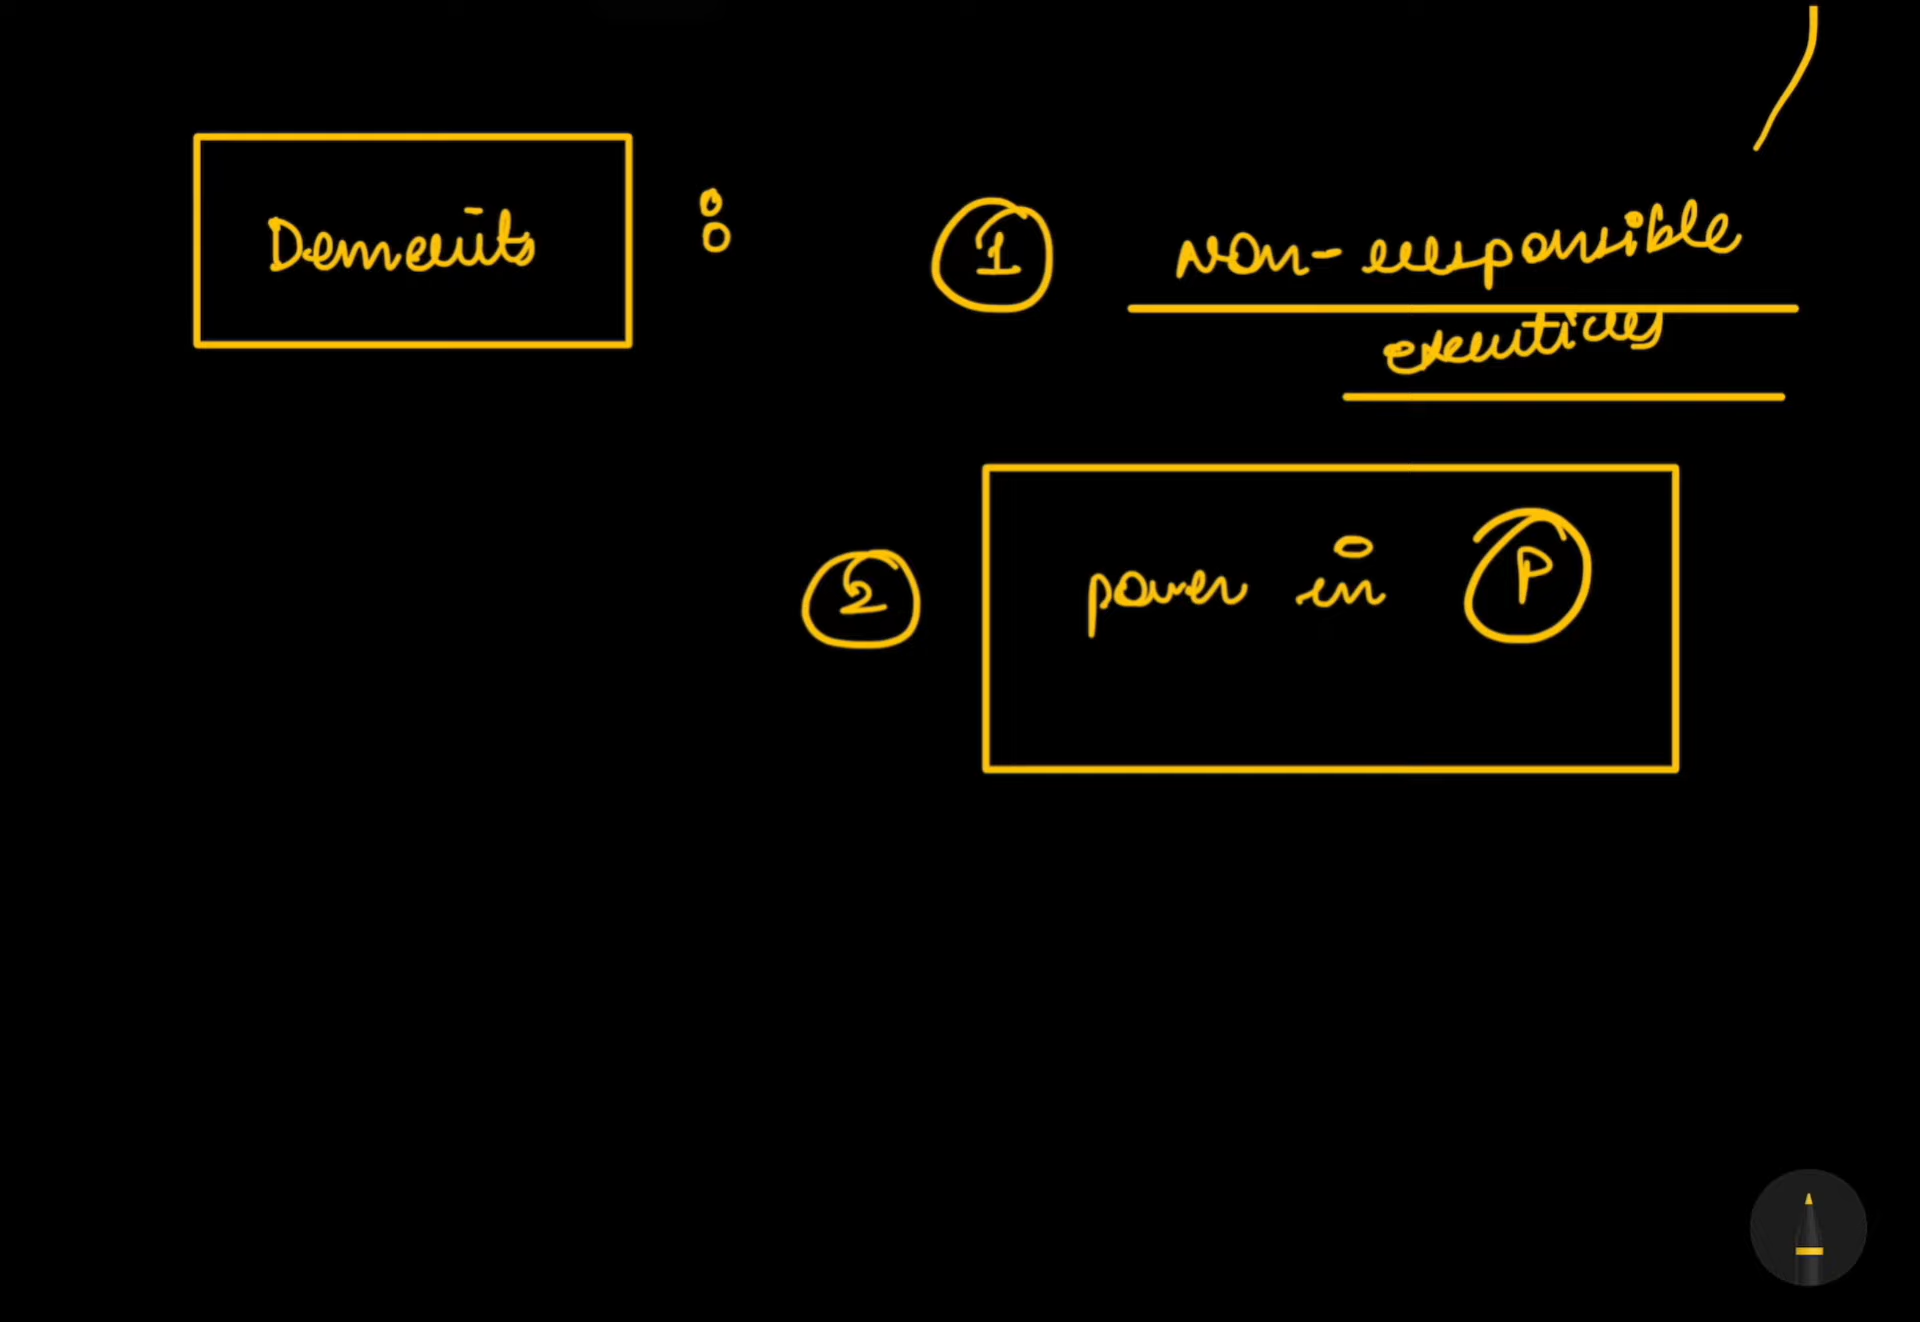 Demerits :
1 Non-responsible
executives
2 power in P